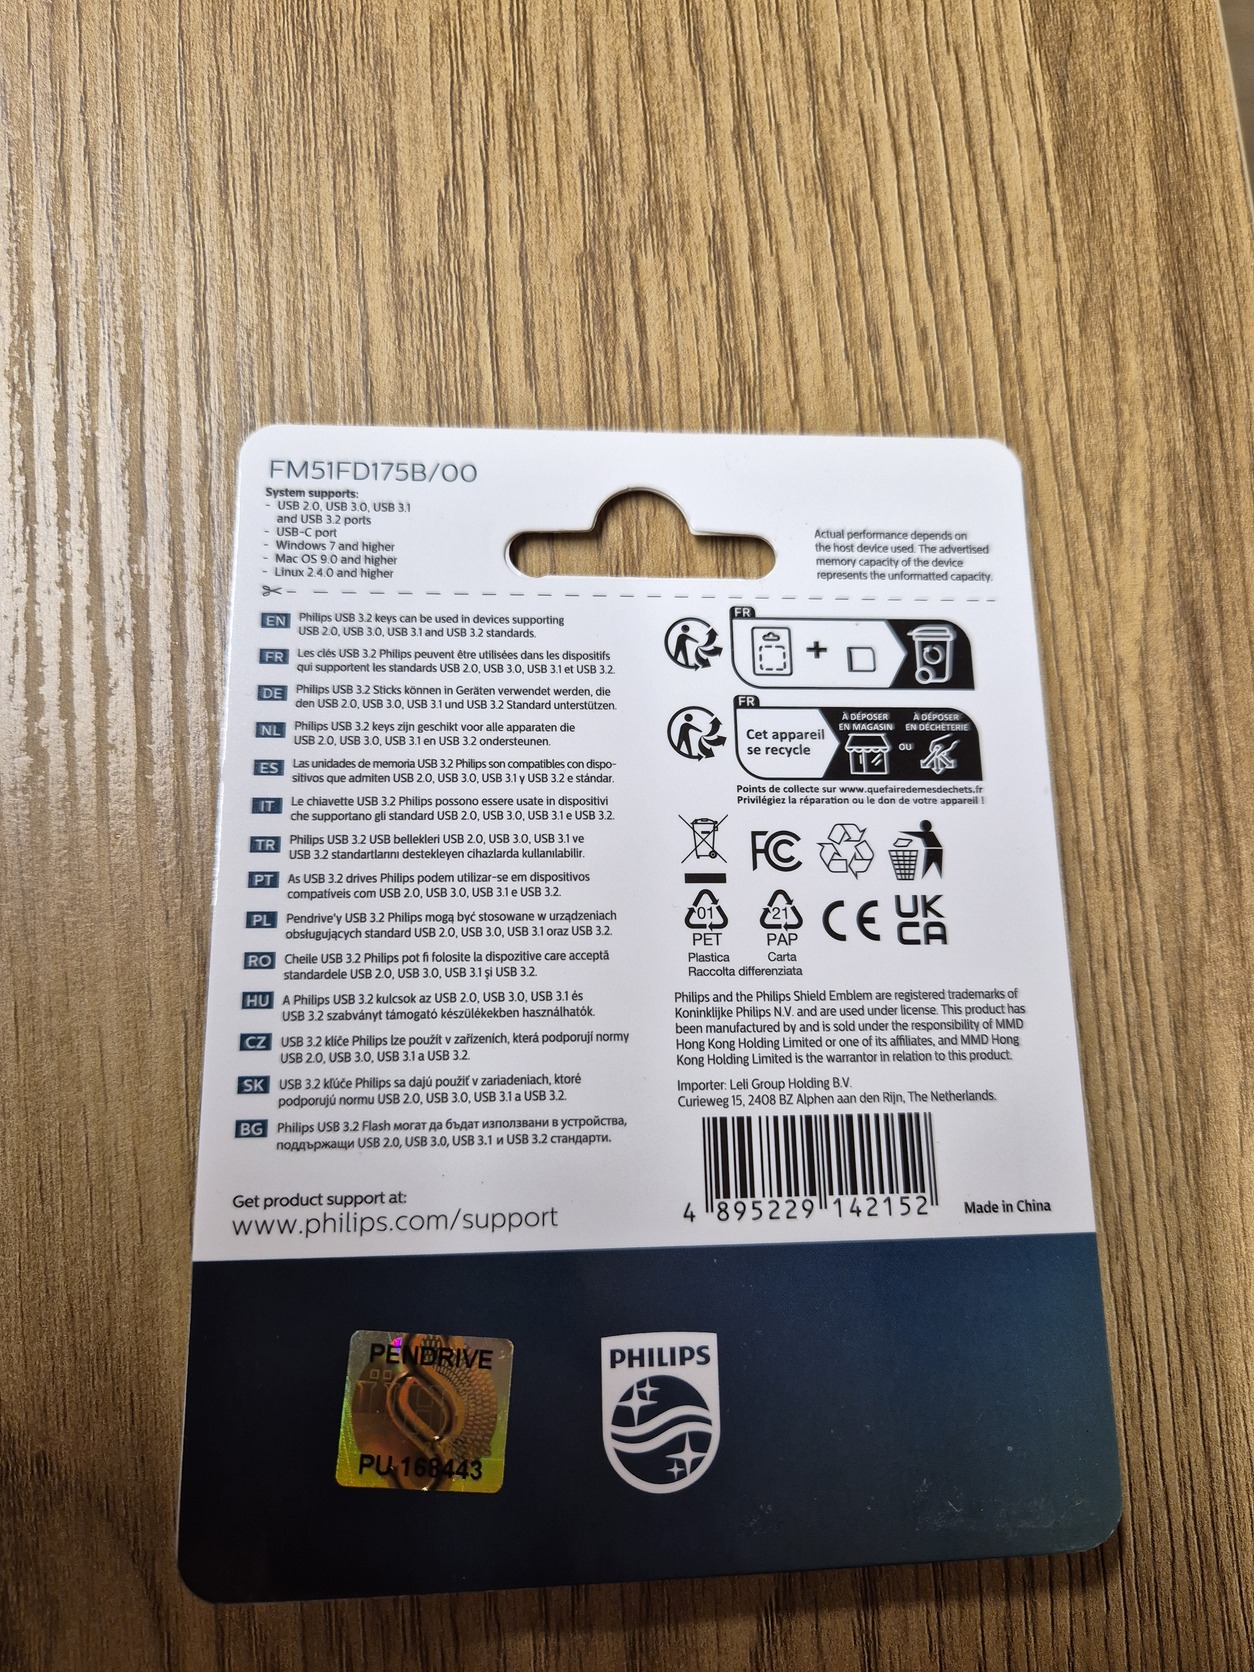 FM51FD175B/00
System supports:
- USB 2.0, USB 3.0, USB 3.1
and USB 3.2 ports
- USB-C port
- Windows 7 and higher
- Mac OS 9.0 and higher
- Linux 2.4.0 and higher
Actual performance depends on
the host device used. The advertised
memory capacity of the device
represents the unformatted capacity.
EN Philips USB 3.2 keys can be used in devices supporting
USB 2.0, USB 3.0, USB 3.1 and USB 3.2 standards.
FR Les clés USB 3.2 Philips peuvent être utilisées dans les dispositifs
qui supportent les standards USB 2.0, USB 3.0, USB 3.1 et USB 3.2.
DE Philips USB 3.2 Sticks können in Geräten verwendet werden, die
den USB 2.0, USB 3.0, USB 3.1 und USB 3.2 Standard unterstützen.
NL Philips USB 3.2 keys zijn geschikt voor alle apparaten die
USB 2.0, USB 3.0, USB 3.1 en USB 3.2 ondersteunen.
ES Las unidades de memoria USB 3.2 Philips son compatibles con dispo-
sitivos que admiten USB 2.0, USB 3.0, USB 3.1 y USB 3.2 e stándar.
IT Le chiavette USB 3.2 Philips possono essere usate in dispositivi
che supportano gli standard USB 2.0, USB 3.0, USB 3.1 e USB 3.2.
TR Philips USB 3.2 USB bellekleri USB 2.0, USB 3.0, USB 3.1 ve
USB 3.2 standartlarını destekleyen cihazlarda kullanılabilir.
PT As USB 3.2 drives Philips podem utilizar-se em dispositivos
compatíveis com USB 2.0, USB 3.0, USB 3.1 e USB 3.2.
PL Pendrive'y USB 3.2 Philips mogą być stosowane w urządzeniach
obsługujących standard USB 2.0, USB 3.0, USB 3.1 oraz USB 3.2.
RO Cheile USB 3.2 Philips pot fi folosite la dispozitive care acceptă
standardele USB 2.0, USB 3.0, USB 3.1 și USB 3.2.
HU A Philips USB 3.2 kulcsok az USB 2.0, USB 3.0, USB 3.1 és
USB 3.2 szabványt támogató készülékekben használhatók.
CZ USB 3.2 klíče Philips lze použít v zařízeních, která podporují normy
USB 2.0, USB 3.0, USB 3.1 a USB 3.2.
SK USB 3.2 kľúče Philips sa dajú použiť v zariadeniach, ktoré
podporujú normu USB 2.0, USB 3.0, USB 3.1 a USB 3.2.
BG Philips USB 3.2 Flash могат да бъдат използвани в устройства,
поддържащи USB 2.0, USB 3.0, USB 3.1 и USB 3.2 стандарти.
Get product support at:
www.philips.com/support
FR
+
FR
Cet appareil
se recycle
À DÉPOSER
EN MAGASIN
OU
À DÉPOSER
EN DÉCHÈTERIE
Points de collecte sur www.quefairedemesdechets.fr
Privilégiez la réparation ou le don de votre appareil !
FC
01
PET
Plastica
21
PAP
Carta
Raccolta differenziata
CE
UK
CA
Philips and the Philips Shield Emblem are registered trademarks of
Koninklijke Philips N.V. and are used under license. This product has
been manufactured by and is sold under the responsibility of MMD
Hong Kong Holding Limited or one of its affiliates, and MMD Hong
Kong Holding Limited is the warrantor in relation to this product.
Importer: Leli Group Holding B.V.
Curieweg 15, 2408 BZ Alphen aan den Rijn, The Netherlands.
4 895229 142152
Made in China
PENDRIVE
PU 168443
PHILIPS